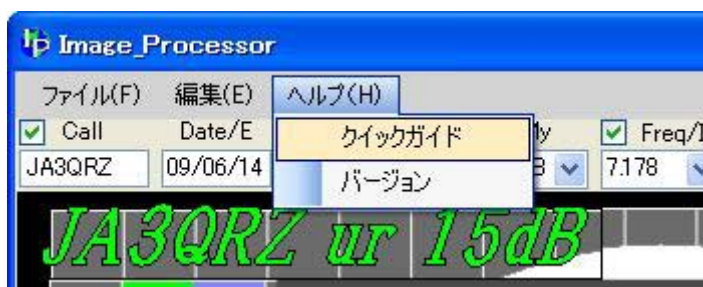 Image_Processor
ファイル(F) 編集(E) ヘルプ(H)
Call Date/E My Freq/
クイックガイド
JA3QRZ 09/06/14 B 7.178
バージョン
JA3QRZ ur 15dB